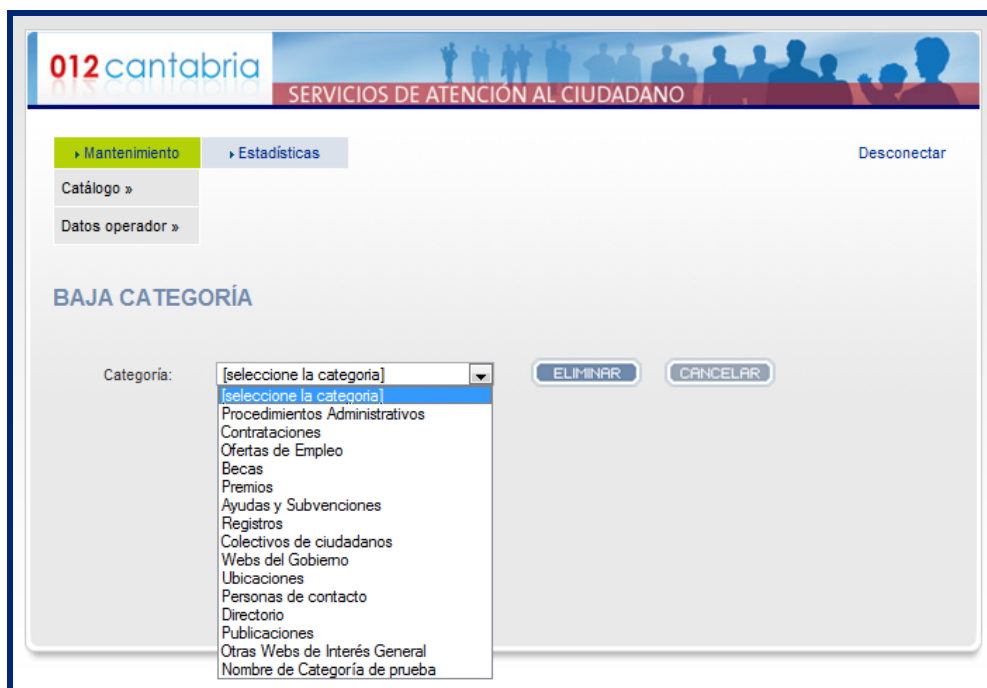 012 cantabria
SERVICIOS DE ATENCIÓN AL CIUDADANO
Mantenimiento
Estadísticas
Desconectar
Catálogo »
Datos operador »
BAJA CATEGORÍA
Categoría:
[seleccione la categoria]
ELIMINAR
CANCELAR
[seleccione la categoria]
Procedimientos Administrativos
Contrataciones
Ofertas de Empleo
Becas
Premios
Ayudas y Subvenciones
Registros
Colectivos de ciudadanos
Webs del Gobierno
Ubicaciones
Personas de contacto
Directorio
Publicaciones
Otras Webs de Interés General
Nombre de Categoría de prueba